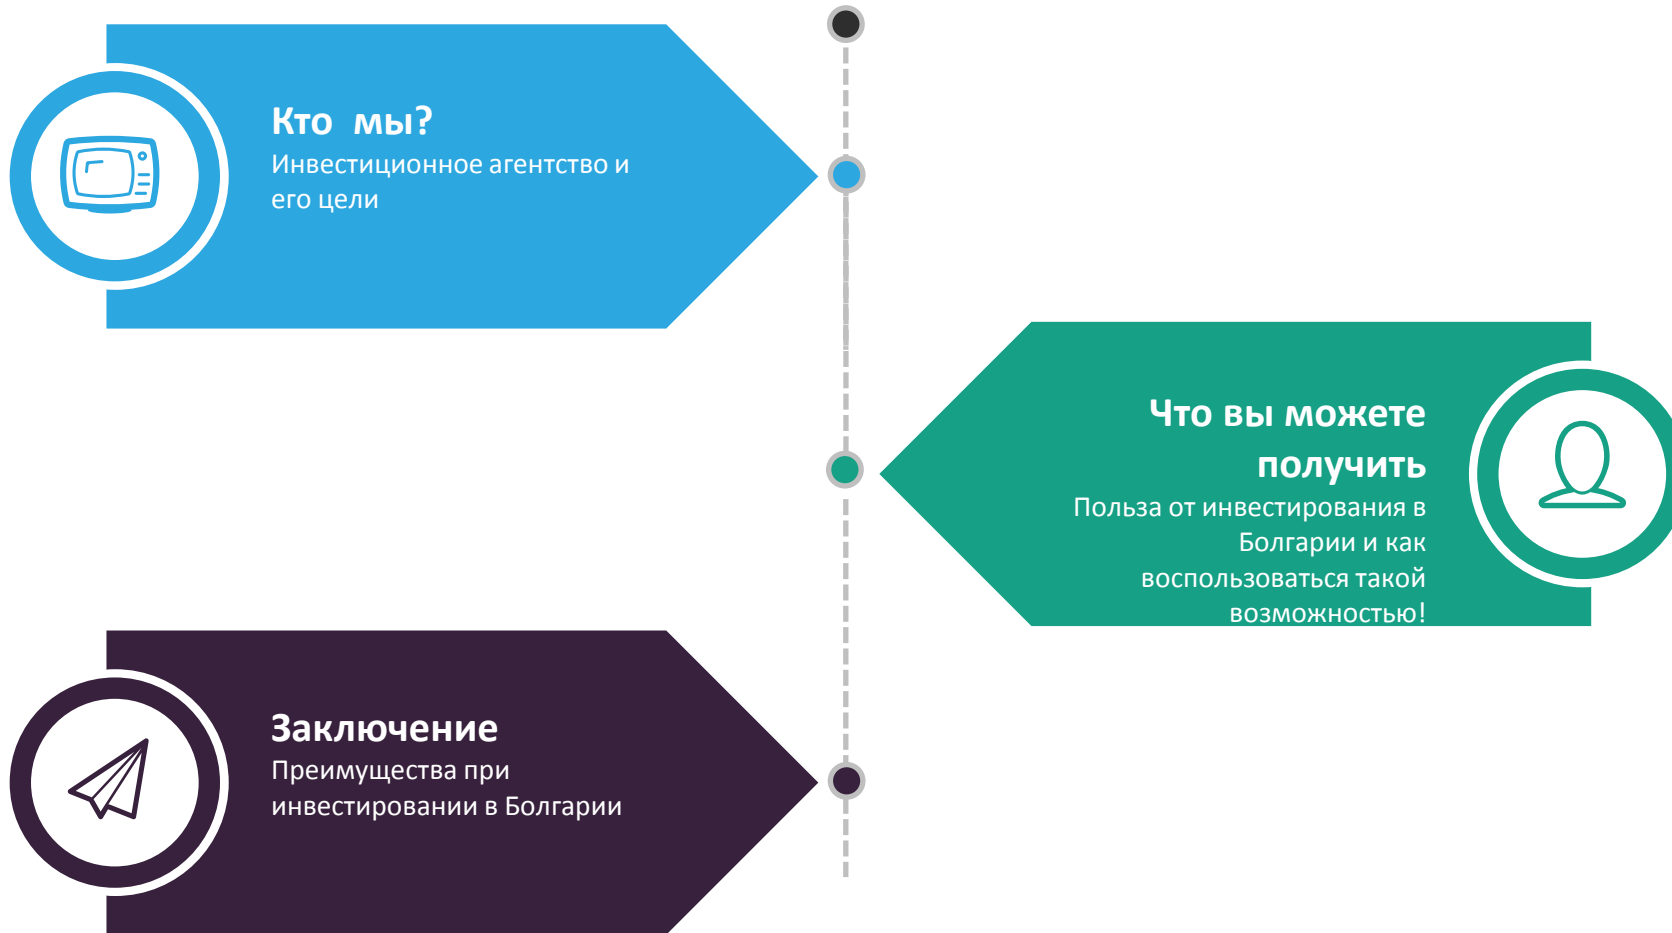 Кто мы?
Инвестиционное агентство и
его цели
Что вы можете
получить
Польза от инвестирования в
Болгарии и как
воспользоваться такой
возможностью!
Заключение
Преимущества при
инвестировании в Болгарии